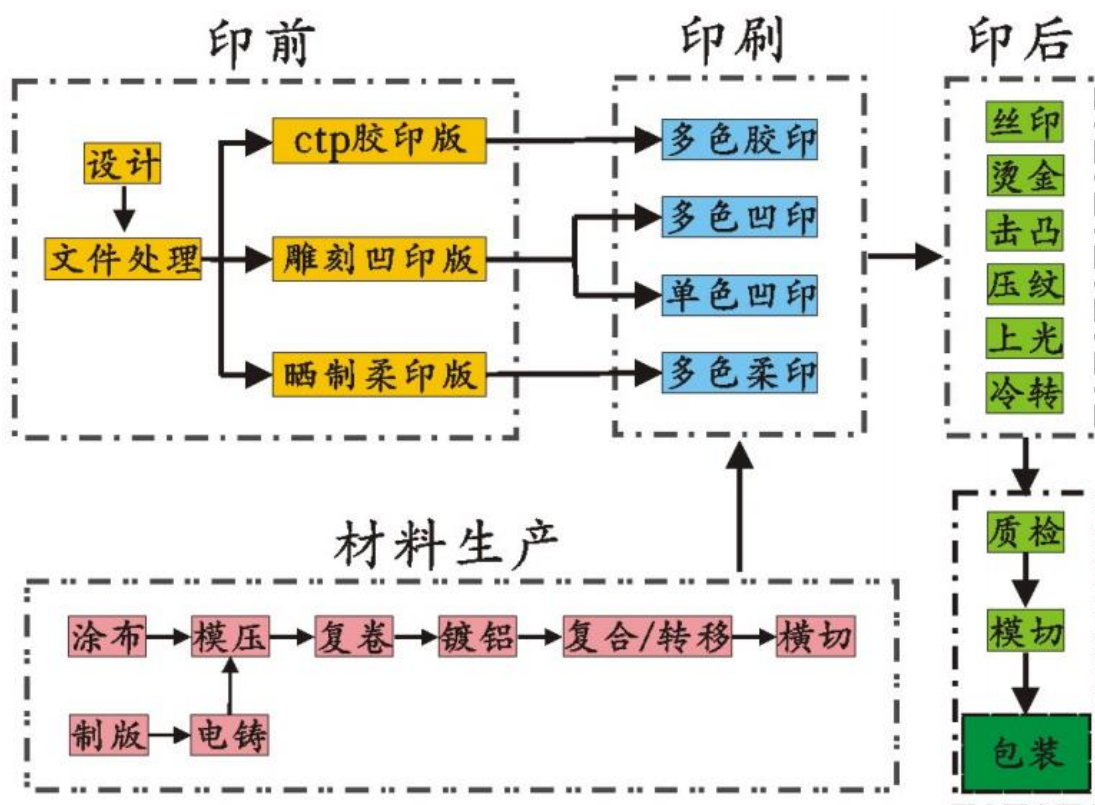 印前
印刷
印后
设计
文件处理
ctp胶印版
雕刻凹印版
晒制柔印版
多色胶印
多色凹印
单色凹印
多色柔印
丝印
烫金
击凸
压纹
上光
冷转
质检
模切
包装
材料生产
涂布
模压
复卷
镀铝
复合/转移
横切
制版
电铸